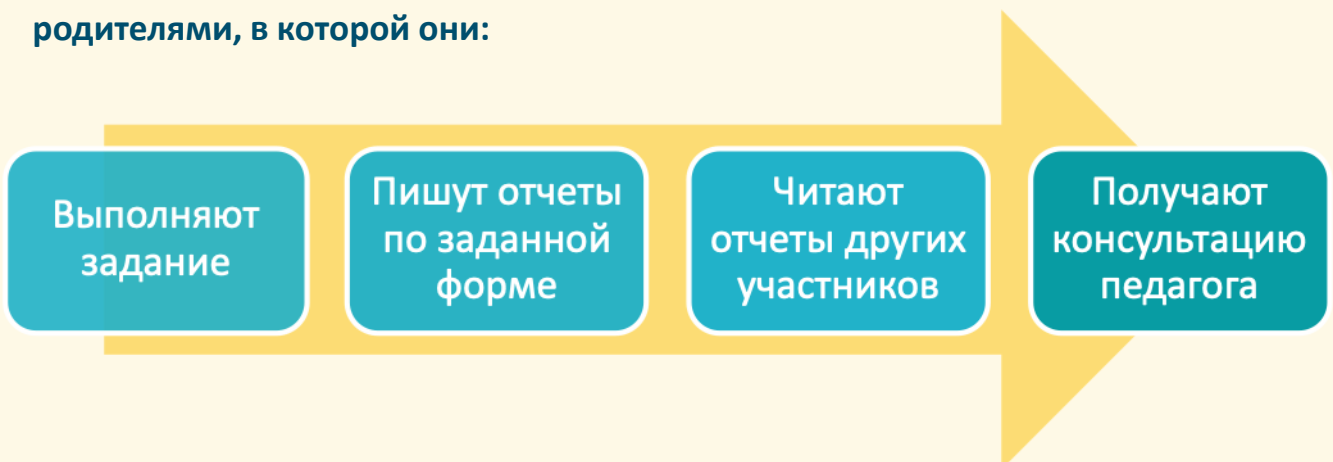 родителями, в которой они:
Выполняют
задание
Пишут отчеты
по заданной
форме
Читают
отчеты других
участников
Получают
консультацию
педагога